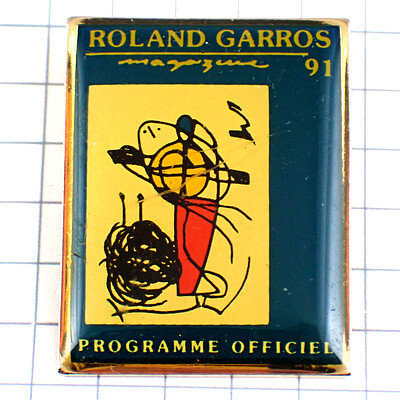 ROLAND GARROS
magazine
91
PROGRAMME OFFICIEL